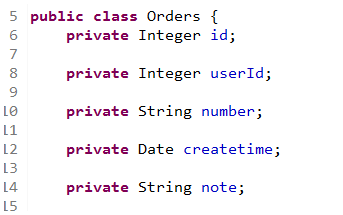 5 public class Orders {
6 private Integer id;
7
8 private Integer userId;
9
10 private String number;
11
12 private Date createtime;
13
14 private String note;
15